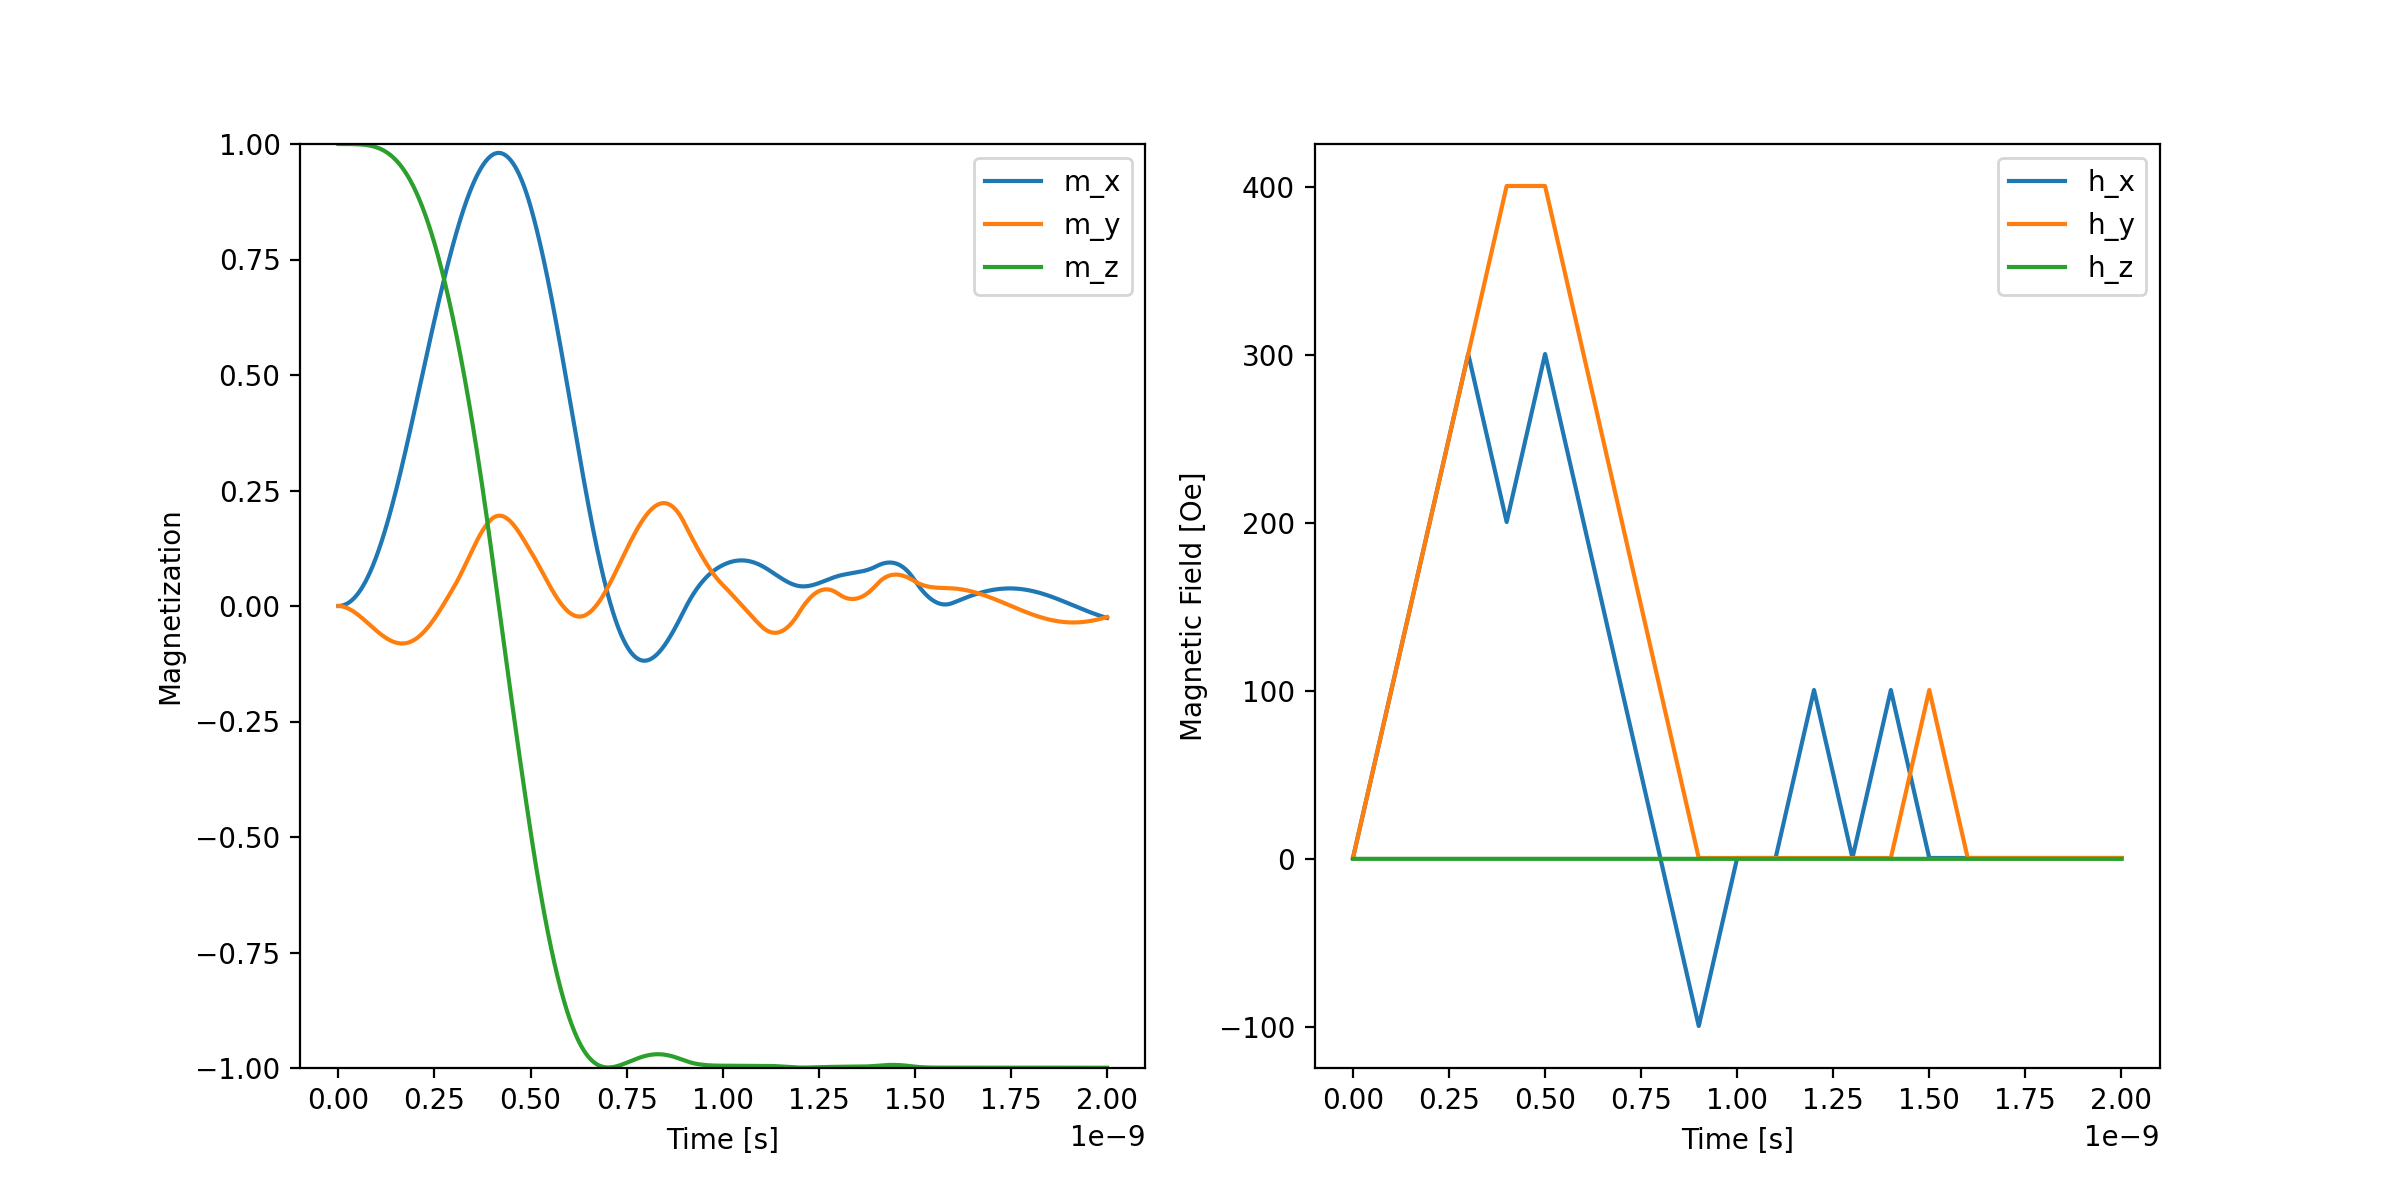 Magnetization
1.00
0.75
0.50
0.25
0.00
−0.25
−0.50
−0.75
−1.00
0.00 0.25 0.50 0.75 1.00 1.25 1.50 1.75 2.00
Time [s]
1e−9
m_x
m_y
m_z
Magnetic Field [Oe]
400
300
200
100
0
−100
0.00 0.25 0.50 0.75 1.00 1.25 1.50 1.75 2.00
Time [s]
1e−9
h_x
h_y
h_z